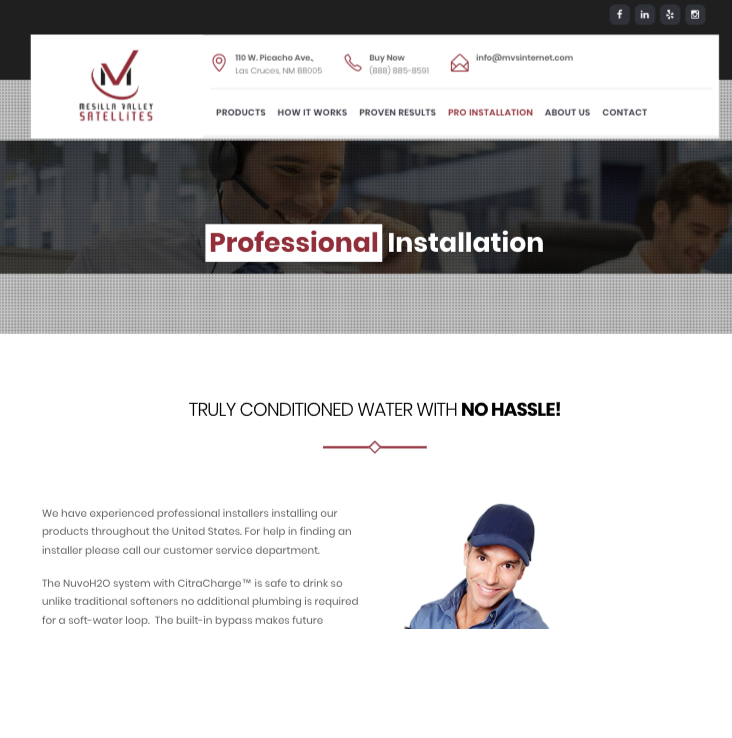 110 W. Picacho Ave.,
Las Cruces, NM 88005
Buy Now
(888) 885-8591
info@mvsinternet.com
MESILLA VALLEY
SATELLITES
PRODUCTS HOW IT WORKS PROVEN RESULTS PRO INSTALLATION ABOUT US CONTACT
Professional Installation
TRULY CONDITIONED WATER WITH NO HASSLE!
We have experienced professional installers installing our
products throughout the United States. For help in finding an
installer please call our customer service department.
The NuvoH2O system with CitraCharge™ is safe to drink so
unlike traditional softeners no additional plumbing is required
for a soft-water loop. The built-in bypass makes future